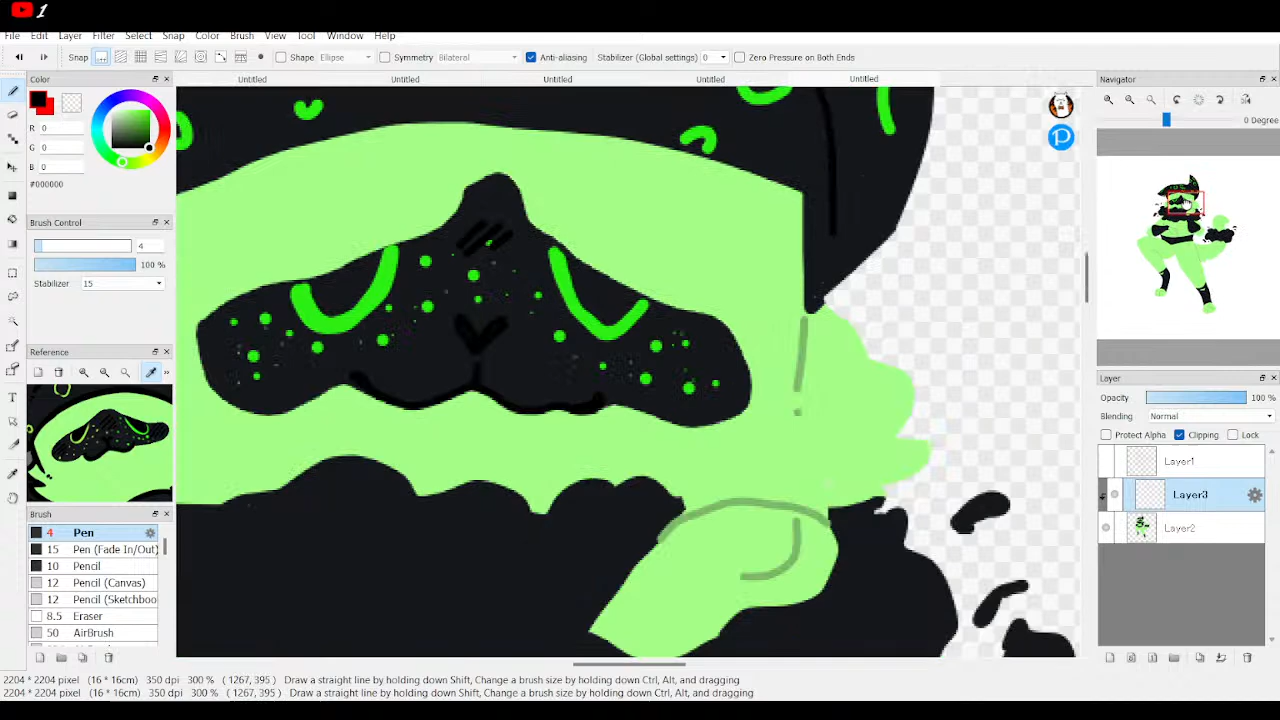 1
File Edit Layer Filter Select Snap Color Brush Tool Window Help
Snap Shape Ellipse Symmetry Bilateral Anti-aliasing Stabilizer (Global settings) 0 Zero Pressure on Both Ends
Color
Untitled Untitled Untitled Untitled Untitled
Navigator
R 0
G 0
B 0
#000000
0 Degree
Brush Control
4
100 %
Stabilizer 15
Reference
Layer
Opacity 100 %
Blending Normal
Protect Alpha Clipping Lock
Layer1
Layer3
Layer2
Brush
4 Pen
15 Pen (Fade In/Out)
10 Pencil
12 Pencil (Canvas)
12 Pencil (Sketchboo
8.5 Eraser
50 AirBrush
2204 * 2204 pixel (16 * 16cm) 350 dpi 300 % ( 1267, 395) Draw a straight line by holding down Shift, Change a brush size by holding down Ctrl, Alt, and dragging
2204 * 2204 pixel (16 * 16cm) 350 dpi 300 % ( 1267, 395) Draw a straight line by holding down Shift, Change a brush size by holding down Ctrl, Alt, and dragging